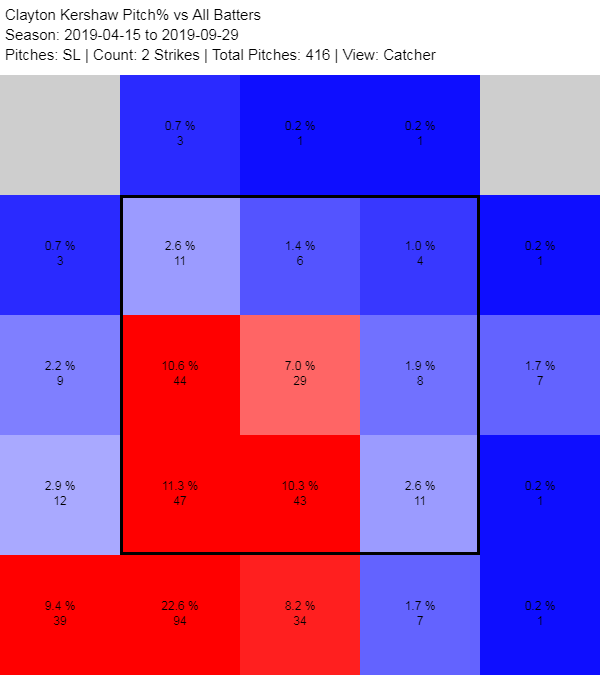 Clayton Kershaw Pitch% vs All Batters
Season: 2019-04-15 to 2019-09-29
Pitches: SL | Count: 2 Strikes | Total Pitches: 416 | View: Catcher
0.7 % 0.2 % 0.2 %
3 1 1
0.7 % 2.6 % 1.4 % 1.0 % 0.2 %
3 11 6 4 1
2.2 % 10.6 % 7.0 % 1.9 % 1.7 %
9 44 29 8 7
2.9 % 11.3 % 10.3 % 2.6 % 0.2 %
12 47 43 11 1
9.4 % 22.6 % 8.2 % 1.7 % 0.2 %
39 94 34 7 1